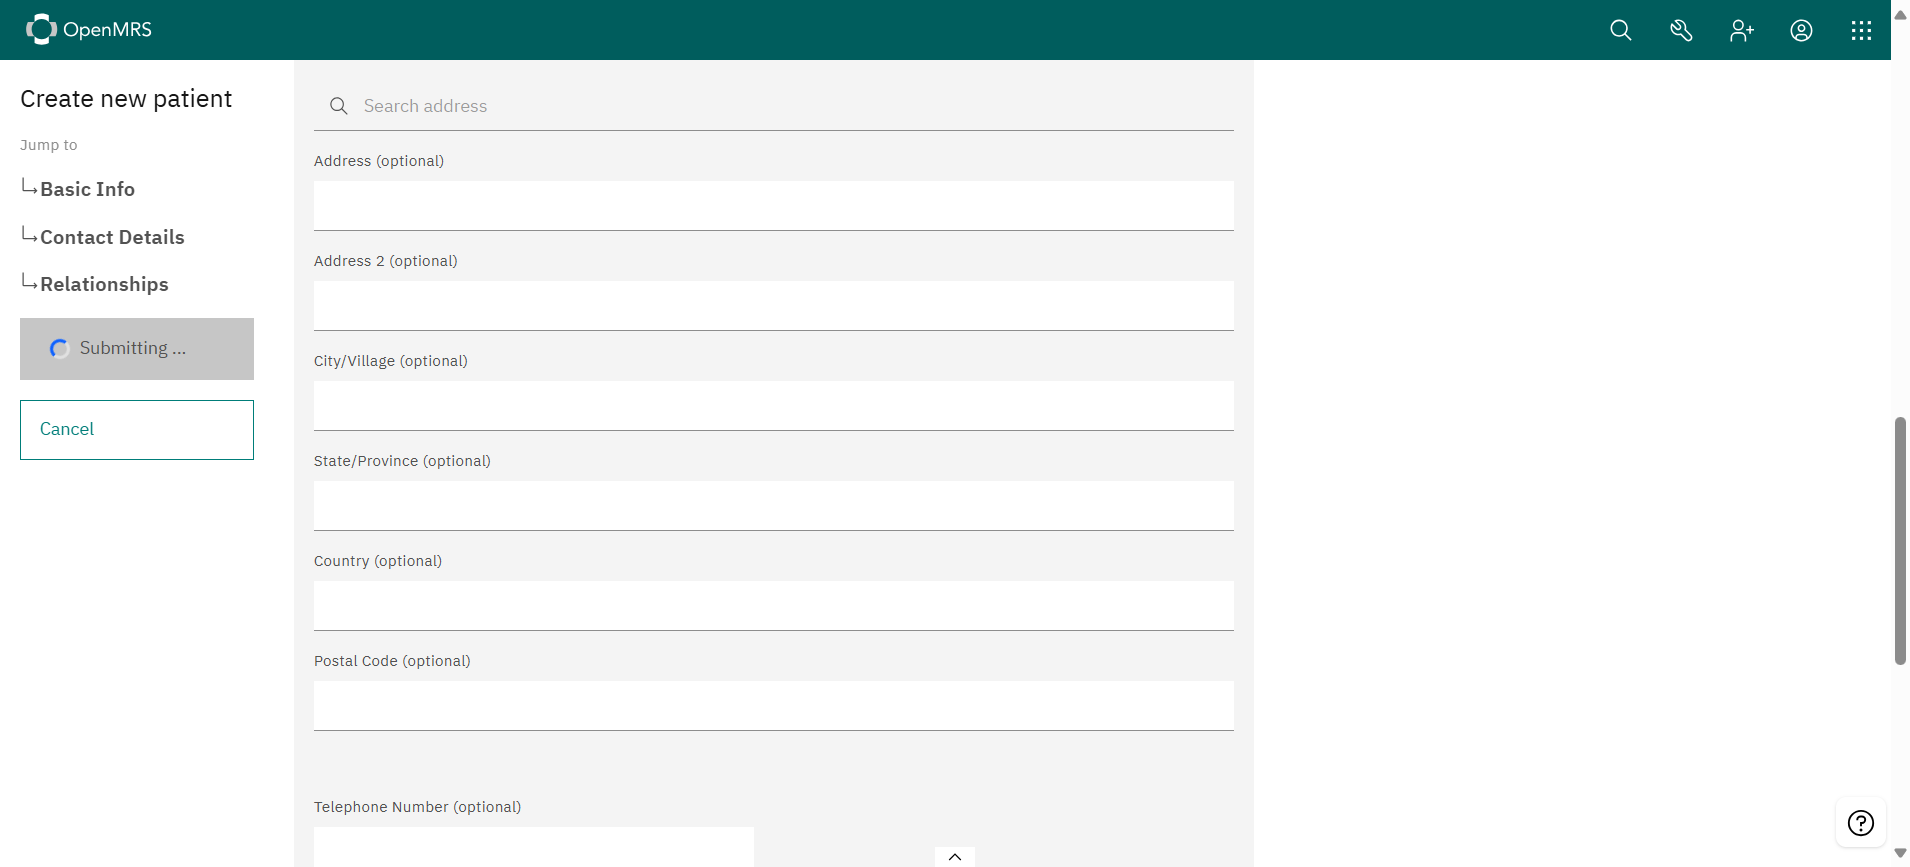 OpenMRS
Create new patient
Jump to
Basic Info
Contact Details
Relationships
Submitting ...
Cancel
Search address
Address (optional)
Address 2 (optional)
City/Village (optional)
State/Province (optional)
Country (optional)
Postal Code (optional)
Telephone Number (optional)